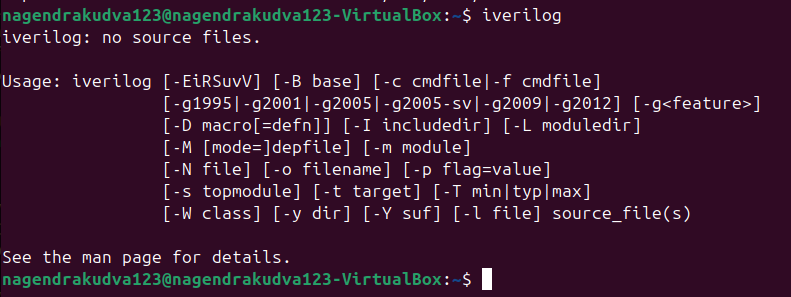 nagendrakudva123@nagendrakudva123-VirtualBox:~$ iverilog
iverilog: no source files.

Usage: iverilog [-EiRSuvV] [-B base] [-c cmdfile|-f cmdfile]
                [-g1995|-g2001|-g2005|-g2005-sv|-g2009|-g2012] [-g<feature>]
                [-D macro[=defn]] [-I includedir] [-L moduledir]
                [-M [mode=]depfile] [-m module]
                [-N file] [-o filename] [-p flag=value]
                [-s topmodule] [-t target] [-T min|typ|max]
                [-W class] [-y dir] [-Y suf] [-l file] source_file(s)

See the man page for details.
nagendrakudva123@nagendrakudva123-VirtualBox:~$